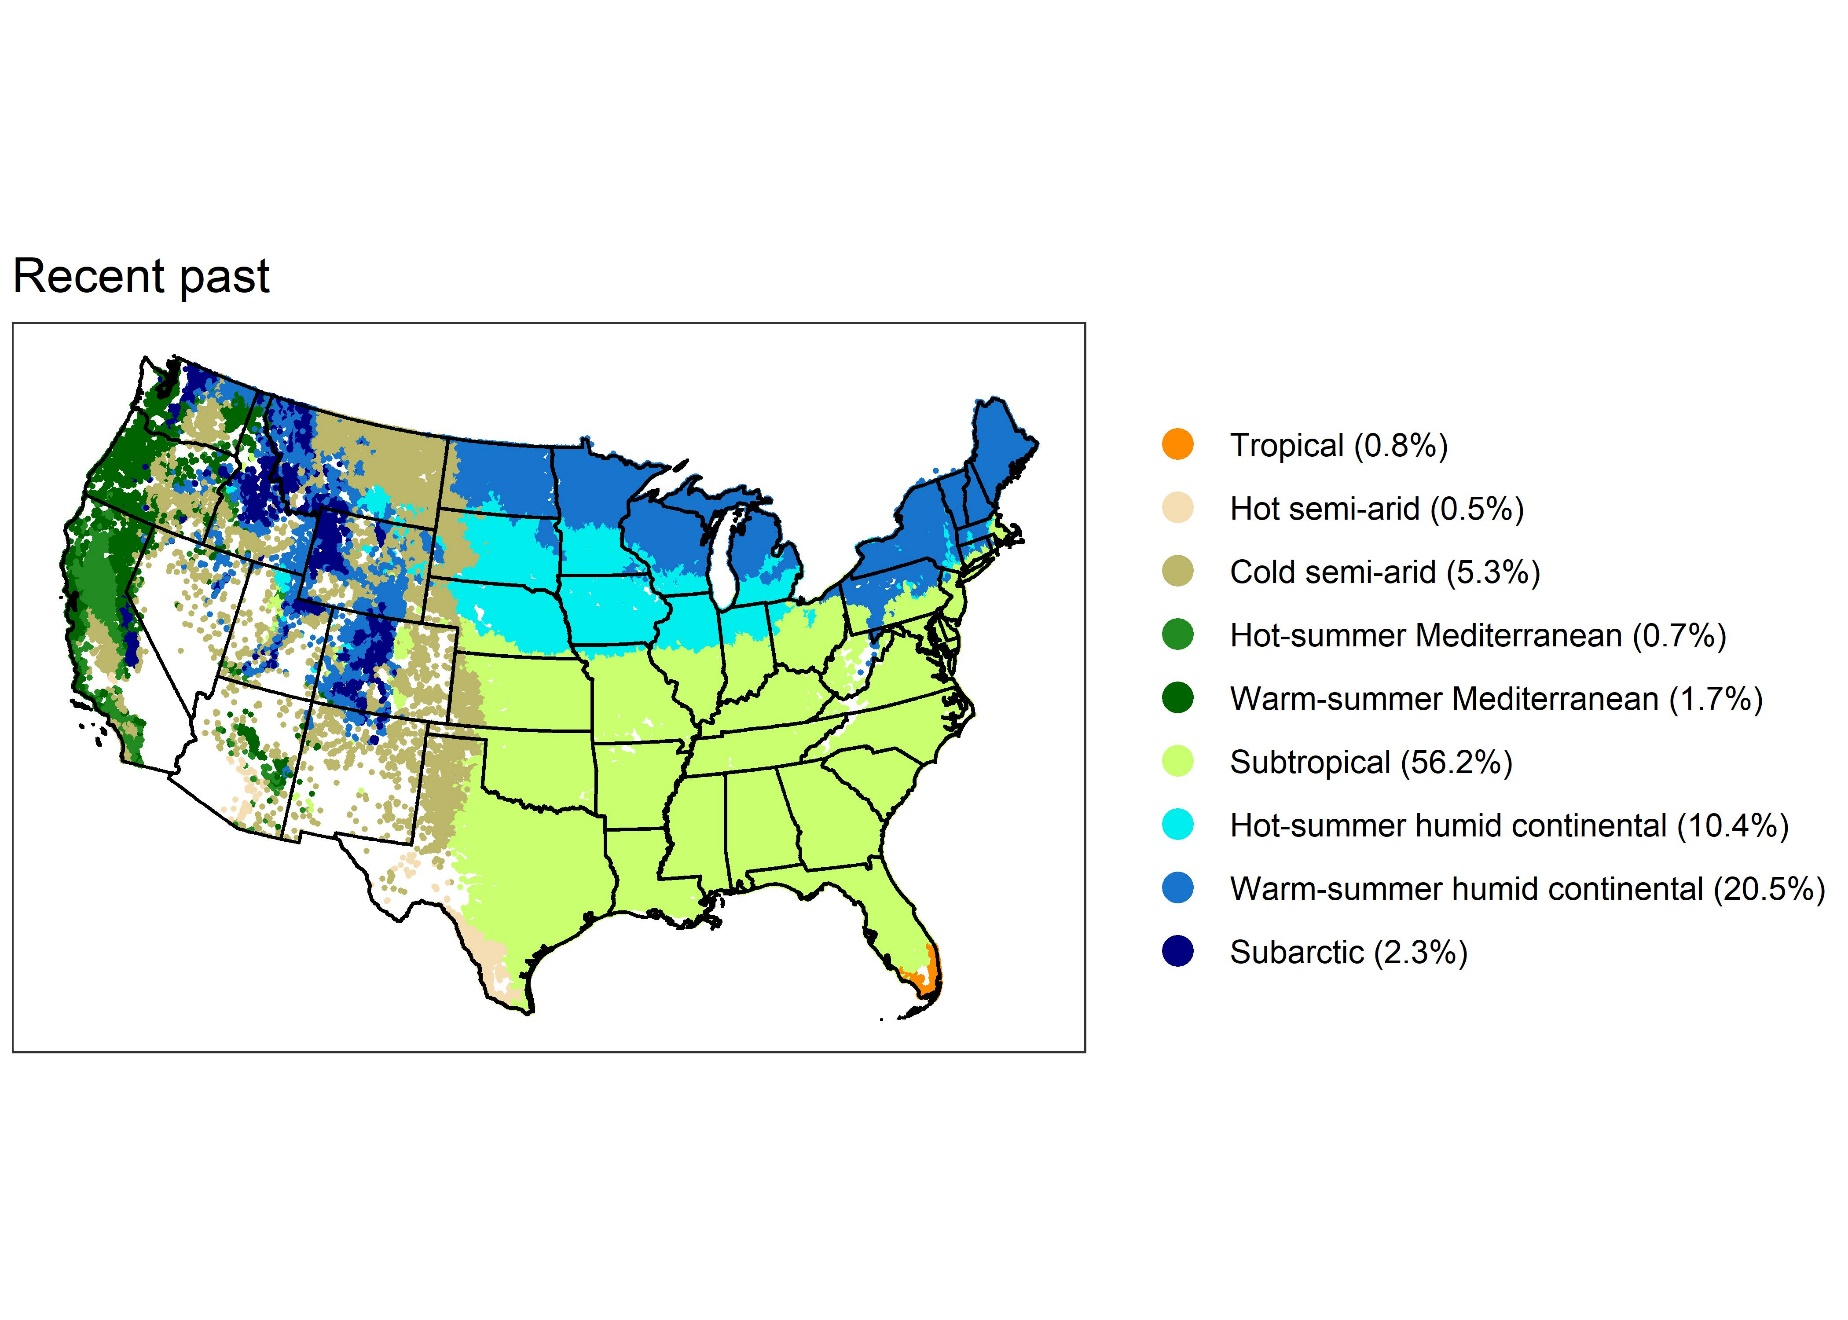 Recent past
Tropical (0.8%)
Hot semi-arid (0.5%)
Cold semi-arid (5.3%)
Hot-summer Mediterranean (0.7%)
Warm-summer Mediterranean (1.7%)
Subtropical (56.2%)
Hot-summer humid continental (10.4%)
Warm-summer humid continental (20.5%)
Subarctic (2.3%)